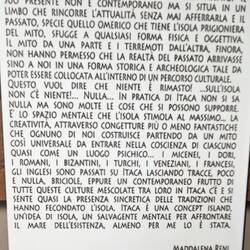 NUO PRESENTE NON È CONTEMPORANEO MA SI SITUA IN UN
LIMBO CHE RINCORRE L'ATTUALITÀ SENZA MAI AFFERRARLA E IL
PASSATO, SPECIE QUELLO OMERICO CHE TIENE L'ISOLA PRIGIONIERA
DEL MITO, SFUGGE A QUALSIASI FORMA FISICA E OGGETTIVA.
IL MITO DA UNA PARTE E I TERREMOTI DALL'ALTRA, FINORA,
NON HANNO PERMESSO CHE LA REALTÀ DEL PASSATO ARRIVASSE
SINO A NOI IN UNA FORMA STORICA E ARCHEOLOGICA TALE DA
POTER ESSERE COLLOCATA ALL'INTERNO DI UN PERCORSO CULTURALE.
QUESTO VUOL DIRE CHE NIENTE È RIMASTO! ..SULL'ISOLA
NON C'È NIENTE... NULLA. IN PRATICA DI ITACA NON SI SA
NULLA MA SONO MOLTE LE COSE CHE SI POSSONO SUPPORRE.
È LO SPAZIO MENTALE CHE L'ISOLA STIMOLA AL MASSIMO... LA
CREATIVITÀ, ATTRAVERSO CONGETTURE PIÙ O MENO FANTASTICHE
CHE OGNUNO DI NOI COSTRUISCE PARTENDO DA UN MITO
COSÌ UNIVERSALE DA ENTRARE NELLA COSCIENZA DI CIASCUNO
QUASI COME UN LUOGO PSICHICO... I MICENEI, I DORI,
I ROMANI, I BIZANTINI, I TURCHI, I VENEZIANI, I FRANCESI,
GLI INGLESI SONO PASSATI SU ITACA LASCIANDO TRACCE, POCO
E NULLA, BRICIOLE, EPPURE UN CONTEMPORANEO FRUTTO DI
TUTTE QUESTE CULTURE MESCOLATE TRA LORO IN ITACA C'È E SI
SENTE QUASI LA PRESENZA SINCRETICA DELLE TRADIZIONI CHE
HANNO FECONDATO L'ISOLA. ITACA È UNA CONCEPT ISLAND,
UN'IDEA DI ISOLA, UN SALVAGENTE MENTALE PER AFFRONTARE
IL MARE DELL'ESISTENZA, ALMENO PER ME LO È STATA.
MADDALENA RENI